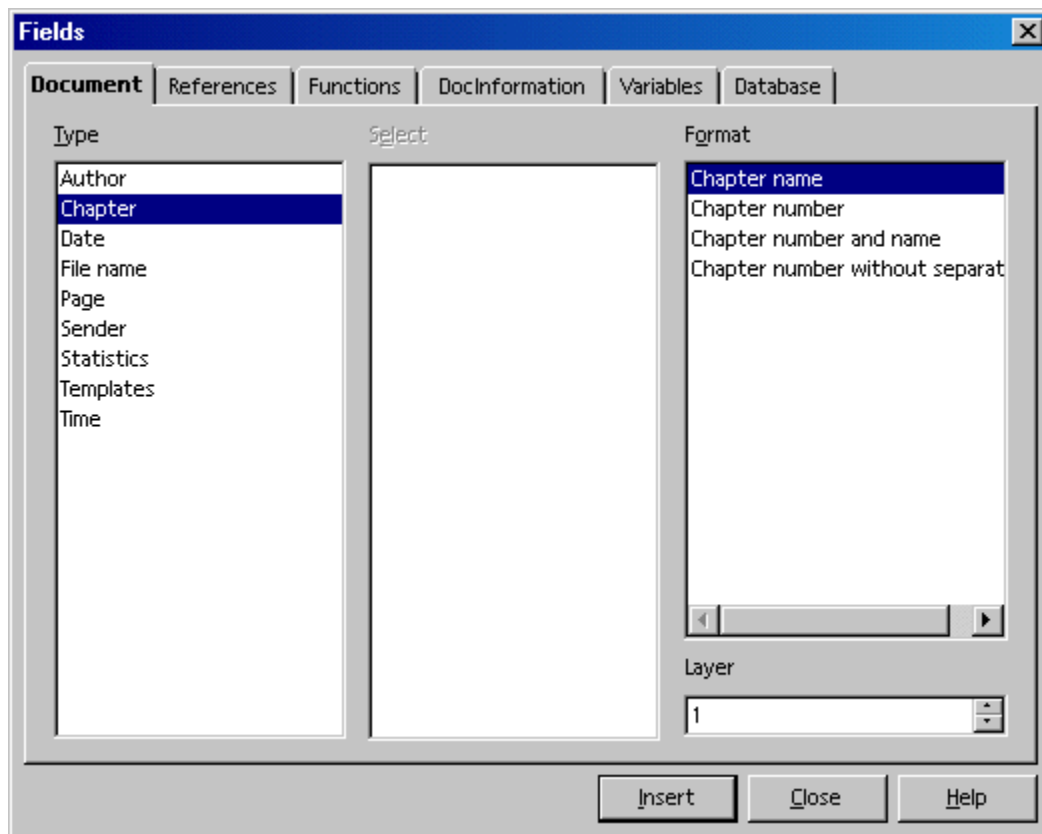 Fields
Document References Functions DocInformation Variables Database
Type
Select
Format
Author
Chapter
Date
File name
Page
Sender
Statistics
Templates
Time
Chapter name
Chapter number
Chapter number and name
Chapter number without separat
Layer
1
Insert Close Help